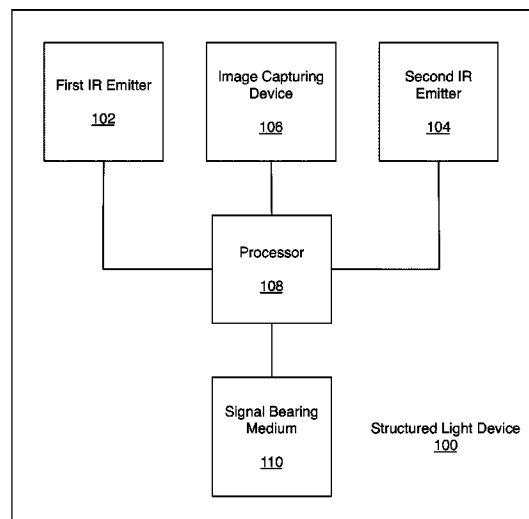 First IR Emitter
102
Image Capturing
Device
106
Second IR
Emitter
104
Processor
108
Signal Bearing
Medium
110
Structured Light Device
100